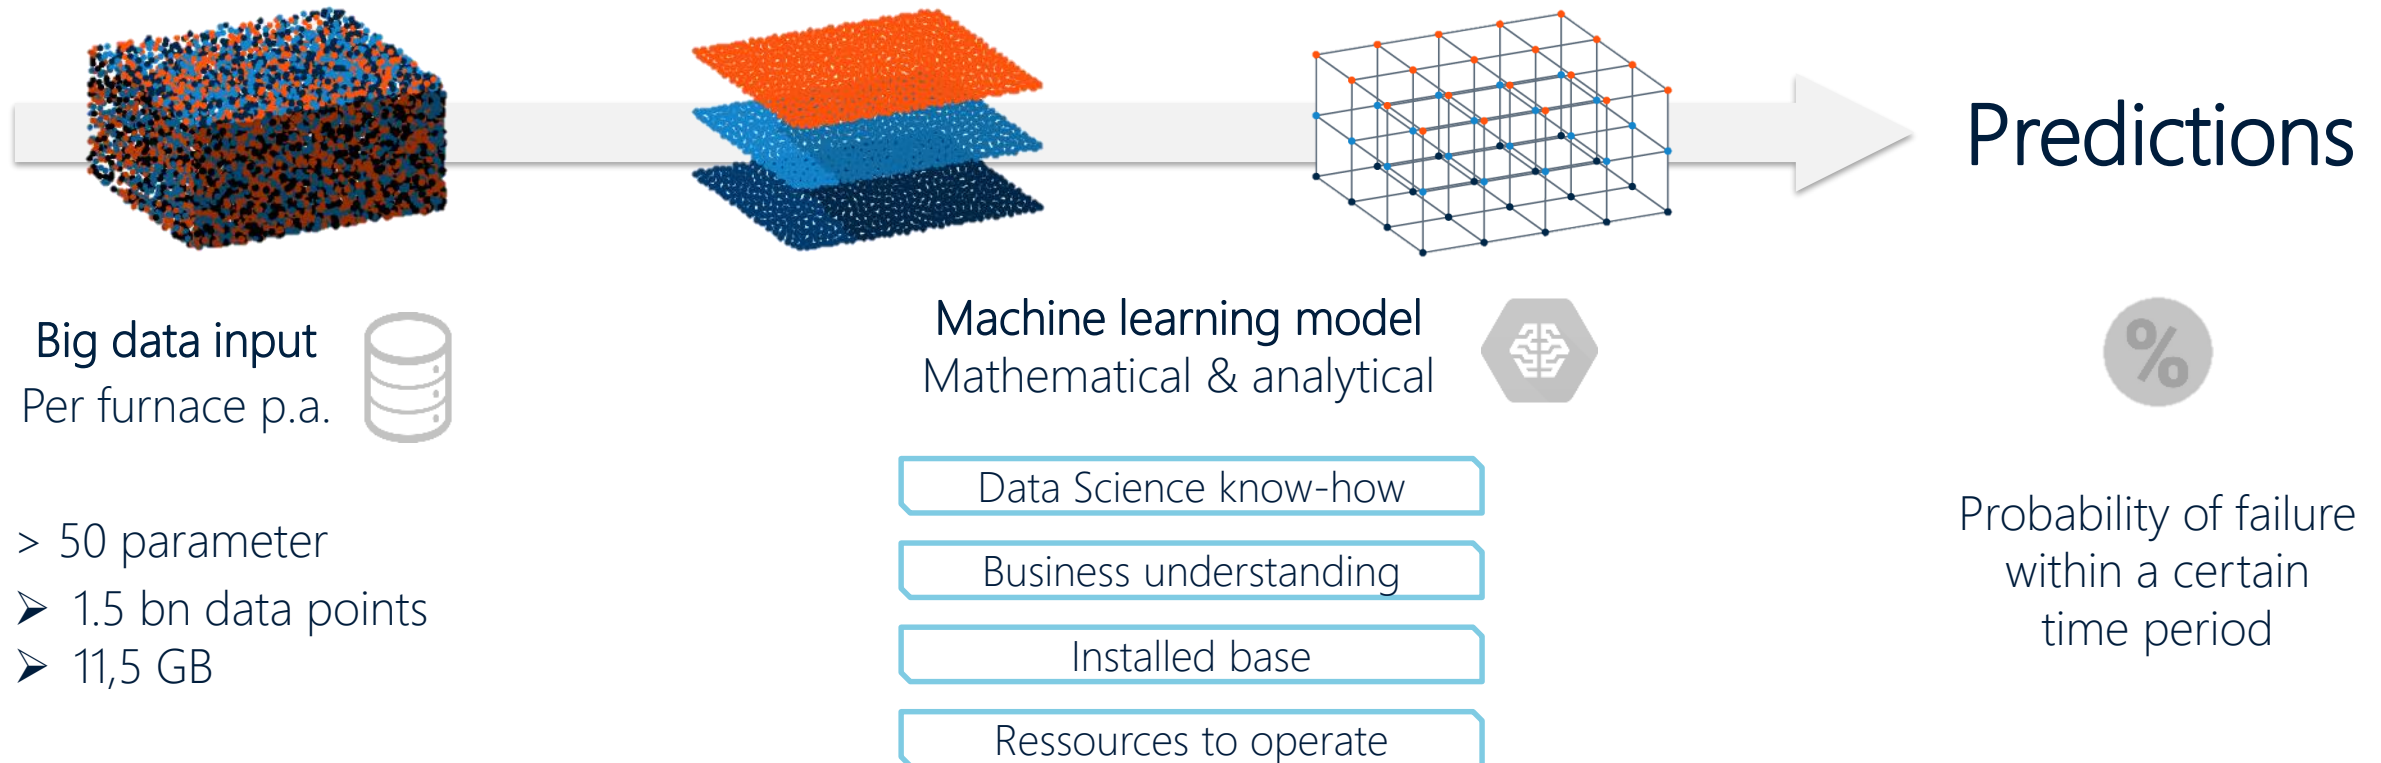 Predictions
Big data input
Per furnace p.a.
> 50 parameter
➢ 1.5 bn data points
➢ 11,5 GB
Machine learning model
Mathematical & analytical
Data Science know-how
Business understanding
Installed base
Ressources to operate
%
Probability of failure
within a certain
time period